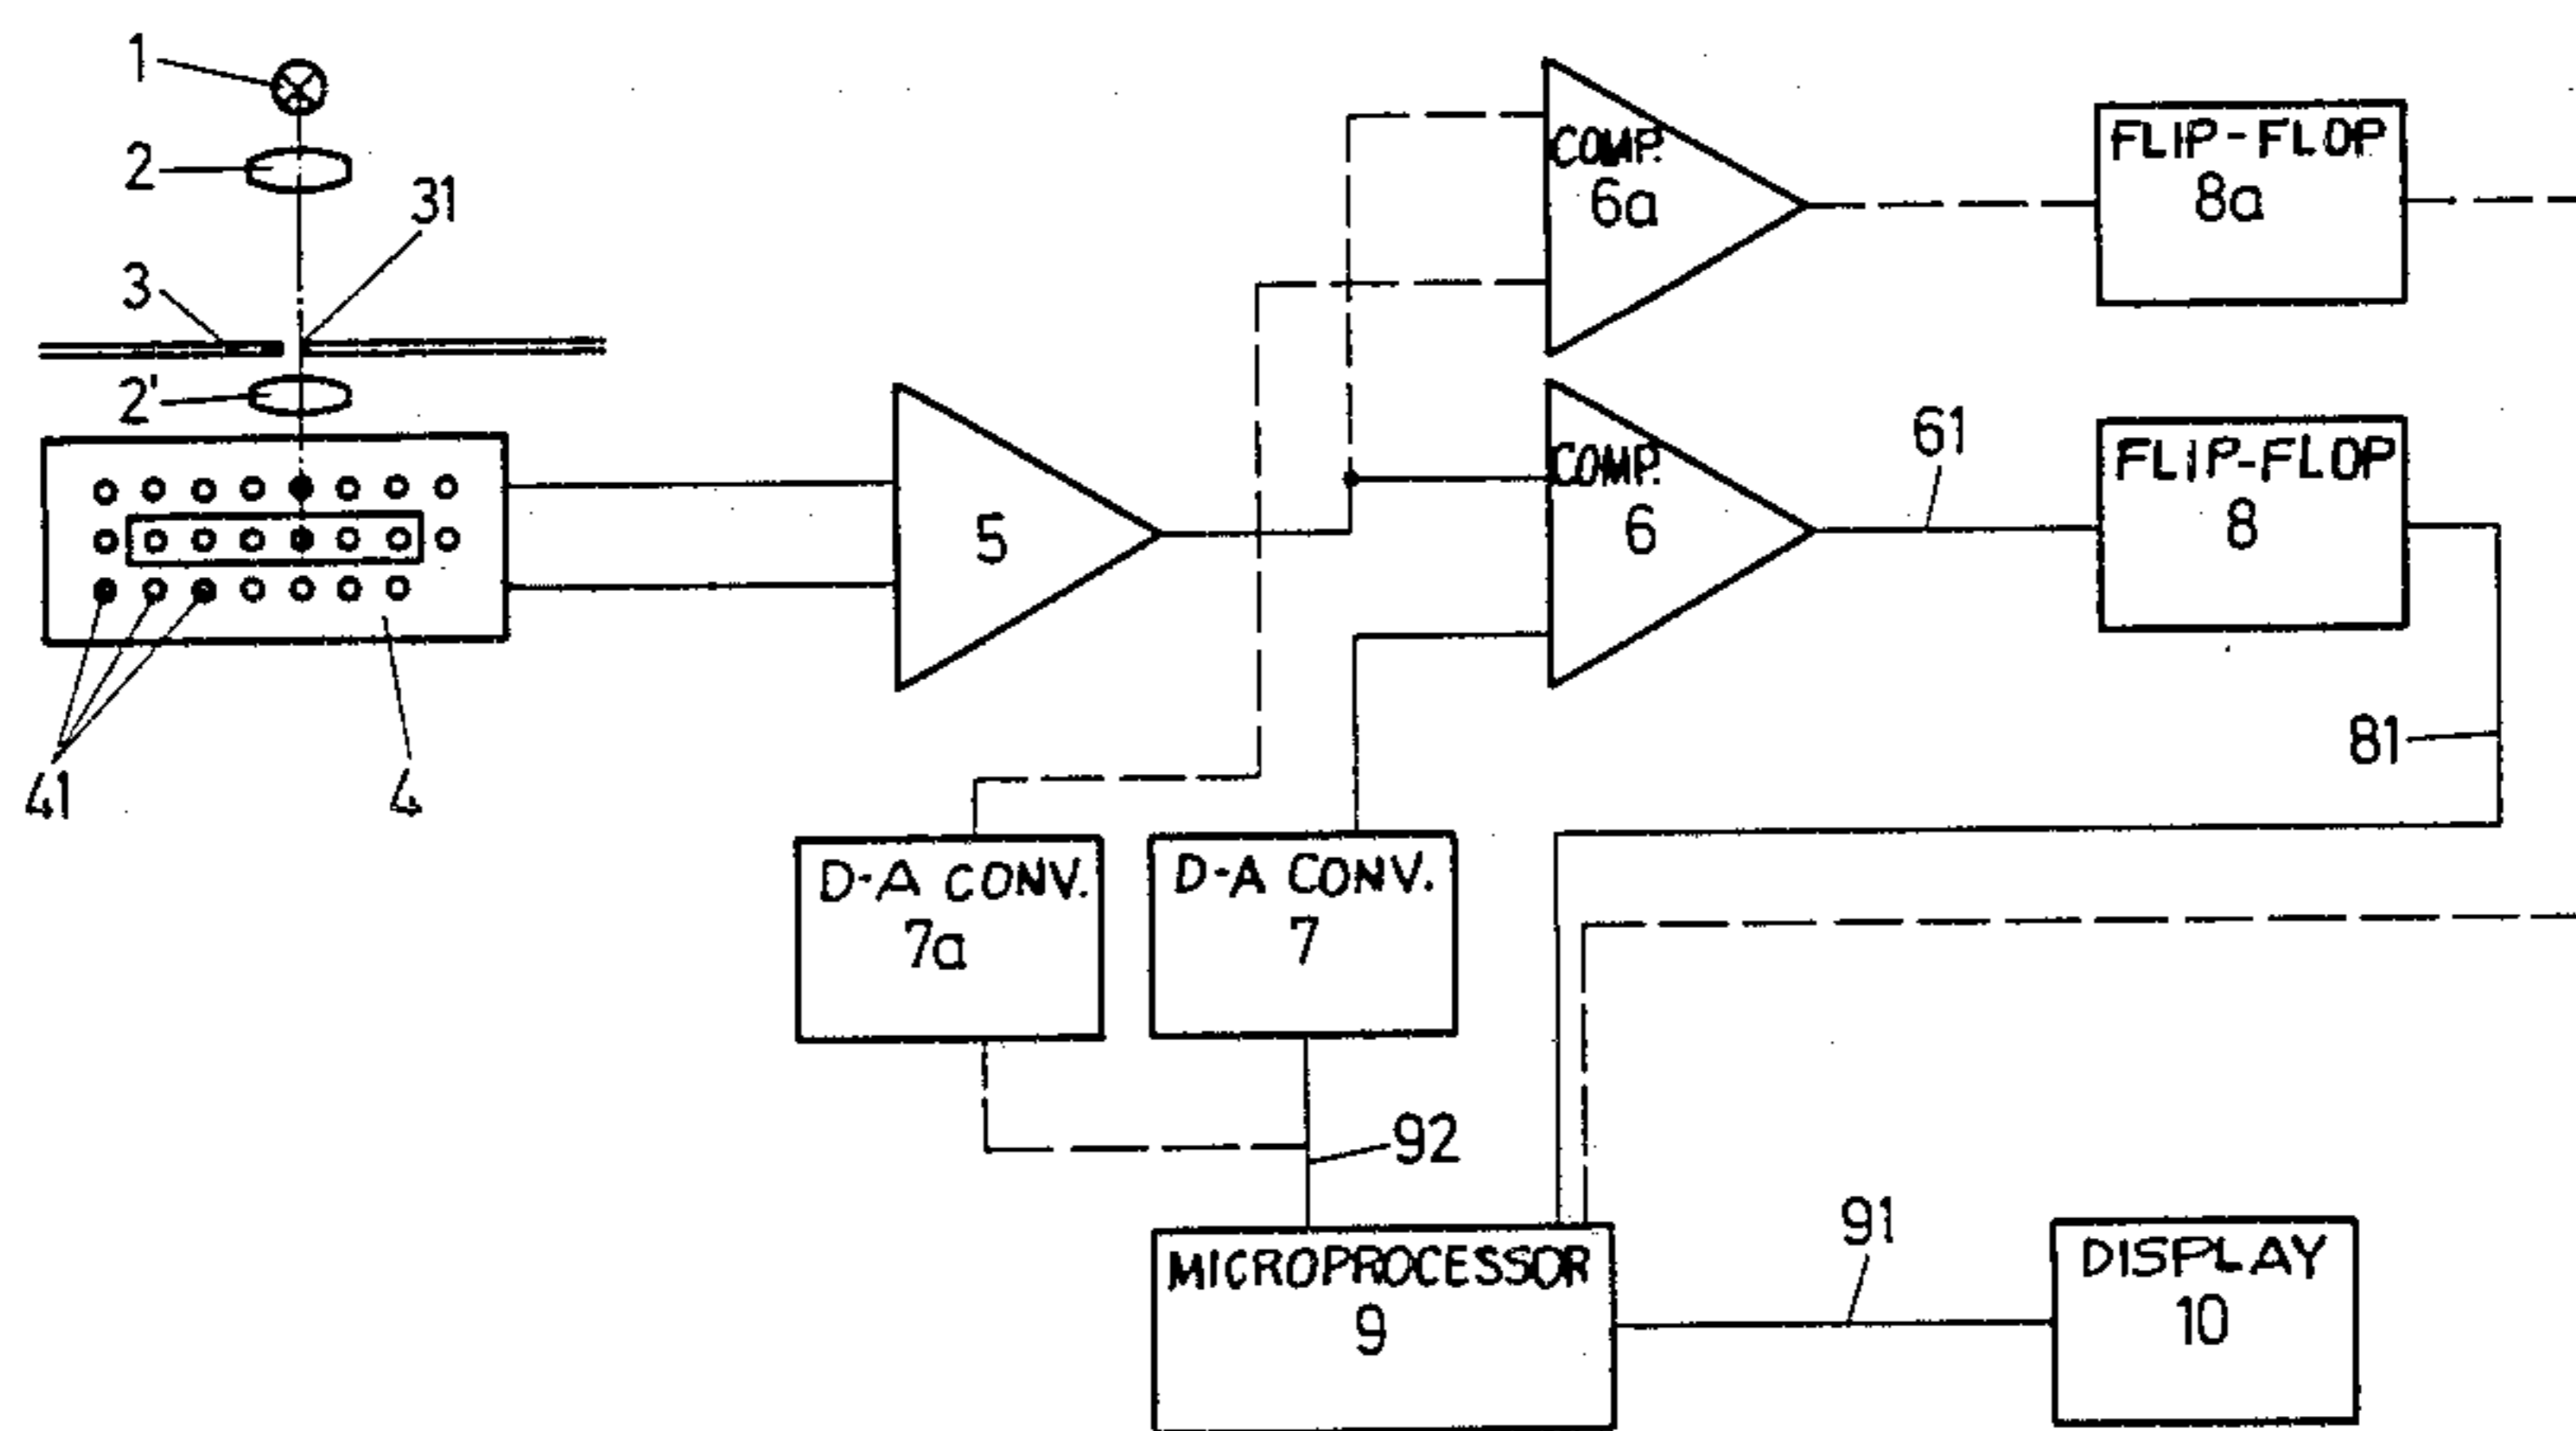 1
2
31
3
2'
41
4
5
COMP.
6a
FLIP-FLOP
8a
COMP.
6
61
FLIP-FLOP
8
81
D-A CONV.
7a
D-A CONV.
7
92
MICROPROCESSOR
9
91
DISPLAY
10